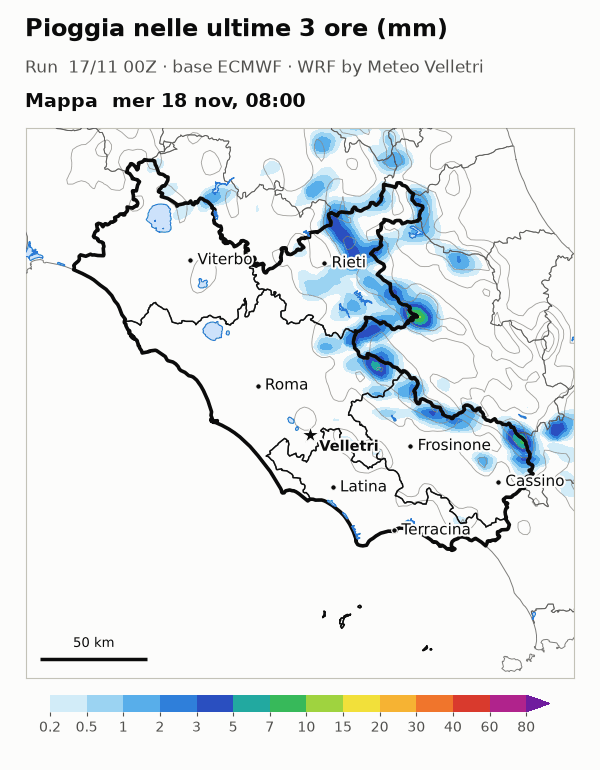 Pioggia nelle ultime 3 ore (mm)
Run 17/11 00Z · base ECMWF · WRF by Meteo Velletri
Mappa mer 18 nov, 08:00
Viterbo
Rieti
Roma
Velletri
Frosinone
Latina
Cassino
Terracina
50 km
0.2 0.5 1 2 3 5 7 10 15 20 30 40 60 80